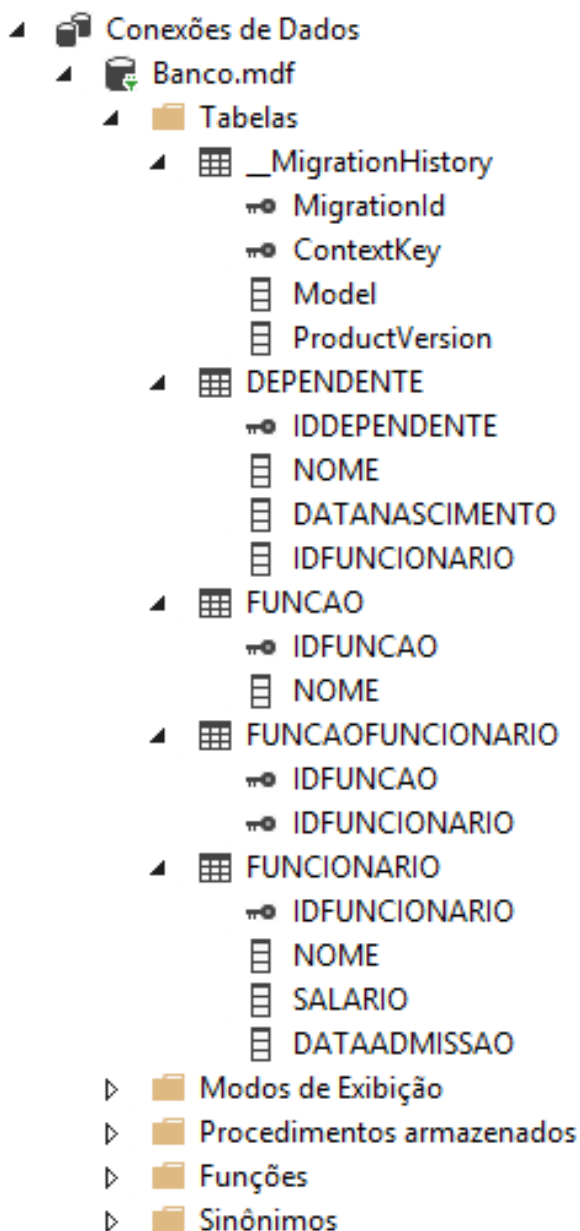 Conexões de Dados
Banco.mdf
Tabelas
__MigrationHistory
MigrationId
ContextKey
Model
ProductVersion
DEPENDENTE
IDDEPENDENTE
NOME
DATANASCIMENTO
IDFUNCIONARIO
FUNCAO
IDFUNCAO
NOME
FUNCAOFUNCIONARIO
IDFUNCAO
IDFUNCIONARIO
FUNCIONARIO
IDFUNCIONARIO
NOME
SALARIO
DATAADMISSAO
Modos de Exibição
Procedimentos armazenados
Funções
Sinônimos